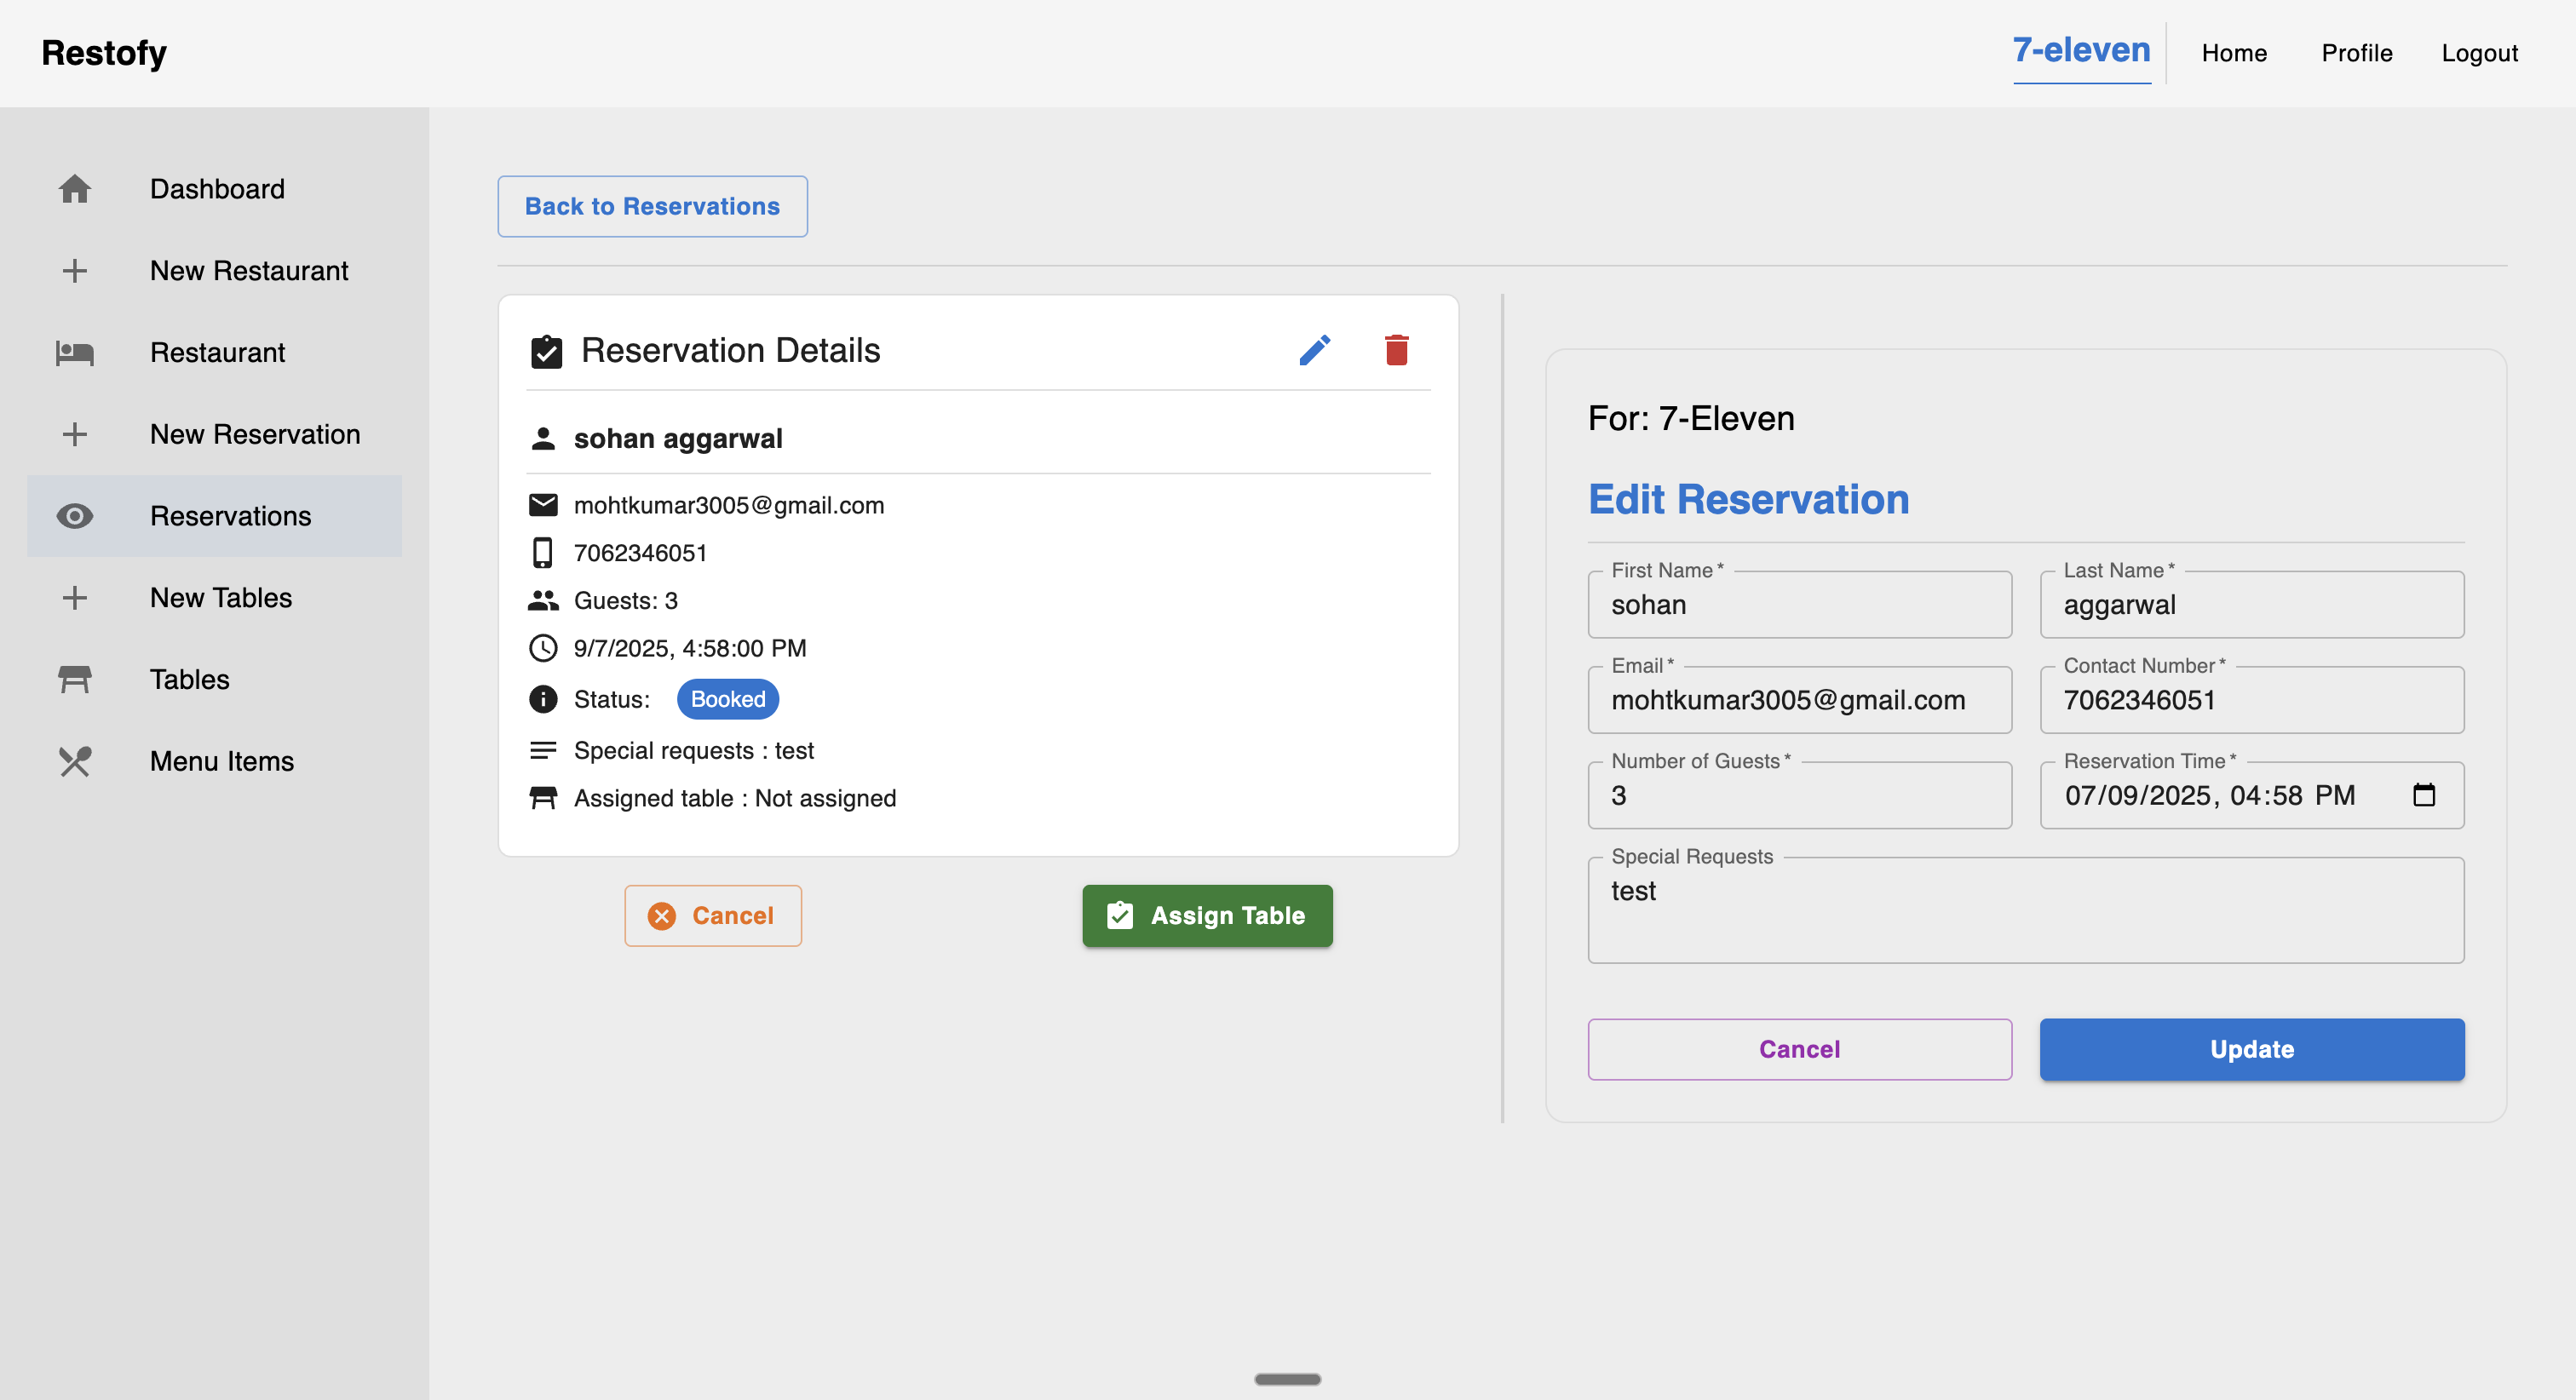 Restofy
7-eleven
Home
Profile
Logout
Dashboard
New Restaurant
Restaurant
New Reservation
Reservations
New Tables
Tables
Menu Items
Back to Reservations
Reservation Details
sohan aggarwal
mohtkumar3005@gmail.com
7062346051
Guests: 3
9/7/2025, 4:58:00 PM
Status: Booked
Special requests : test
Assigned table : Not assigned
Cancel
Assign Table
For: 7-Eleven
Edit Reservation
First Name *
sohan
Last Name *
aggarwal
Email *
mohtkumar3005@gmail.com
Contact Number *
7062346051
Number of Guests *
3
Reservation Time *
07/09/2025, 04:58 PM
Special Requests
test
Cancel
Update